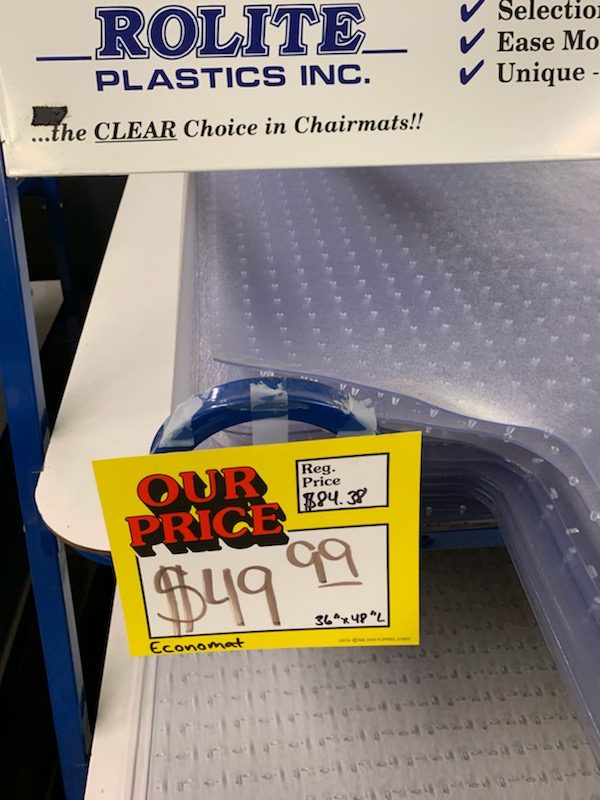 ROLITE
PLASTICS INC.
...the CLEAR Choice in Chairmats!!
✓ Selectio
✓ Ease Mo
✓ Unique -
OUR
PRICE
Reg.
Price
$84.38
$49 99
36"x48"L
Economat